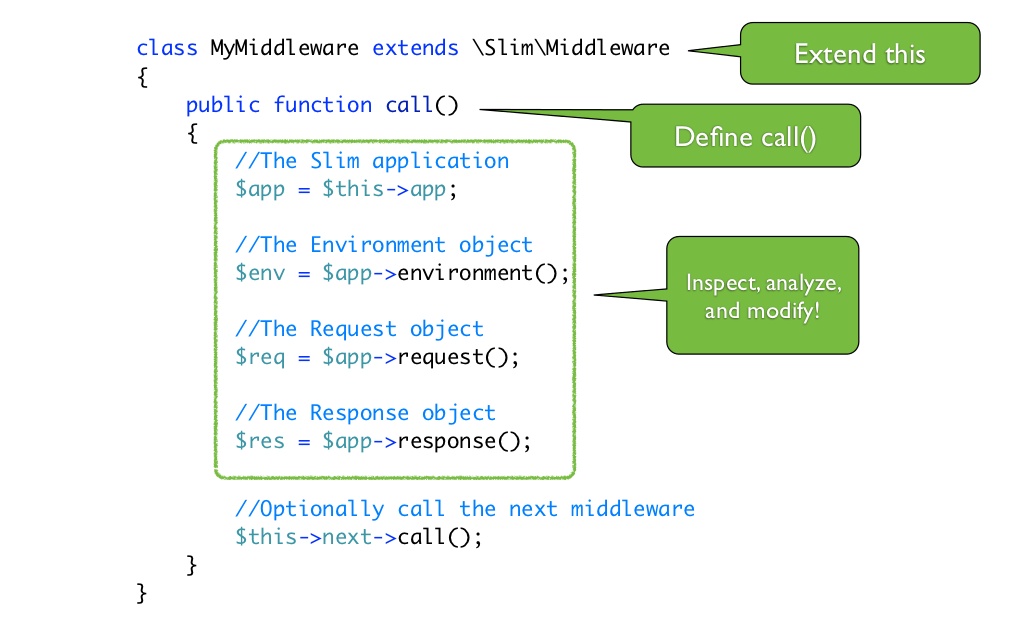 class MyMiddleware extends \Slim\Middleware
Extend this
{
public function call()
Define call()
{
//The Slim application
$app = $this->app;
//The Environment object
$env = $app->environment();
Inspect, analyze,
and modify!
//The Request object
$req = $app->request();
//The Response object
$res = $app->response();
//Optionally call the next middleware
$this->next->call();
}
}